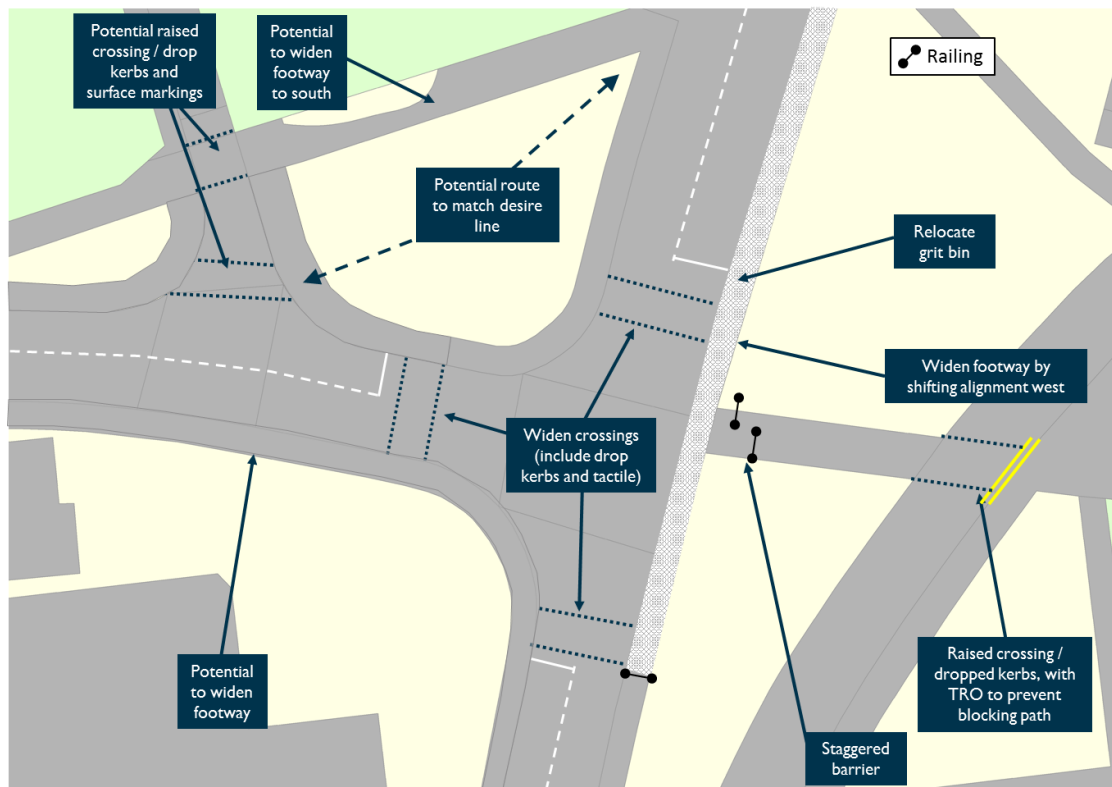 Potential raised
crossing / drop
kerbs and
surface markings
Potential
to widen
footway
to south
Railing
Potential route
to match desire
line
Relocate
grit bin
Widen footway by
shifting alignment west
Widen crossings
(include drop
kerbs and tactile)
Potential
to widen
footway
Raised crossing /
dropped kerbs, with
TRO to prevent
blocking path
Staggered
barrier